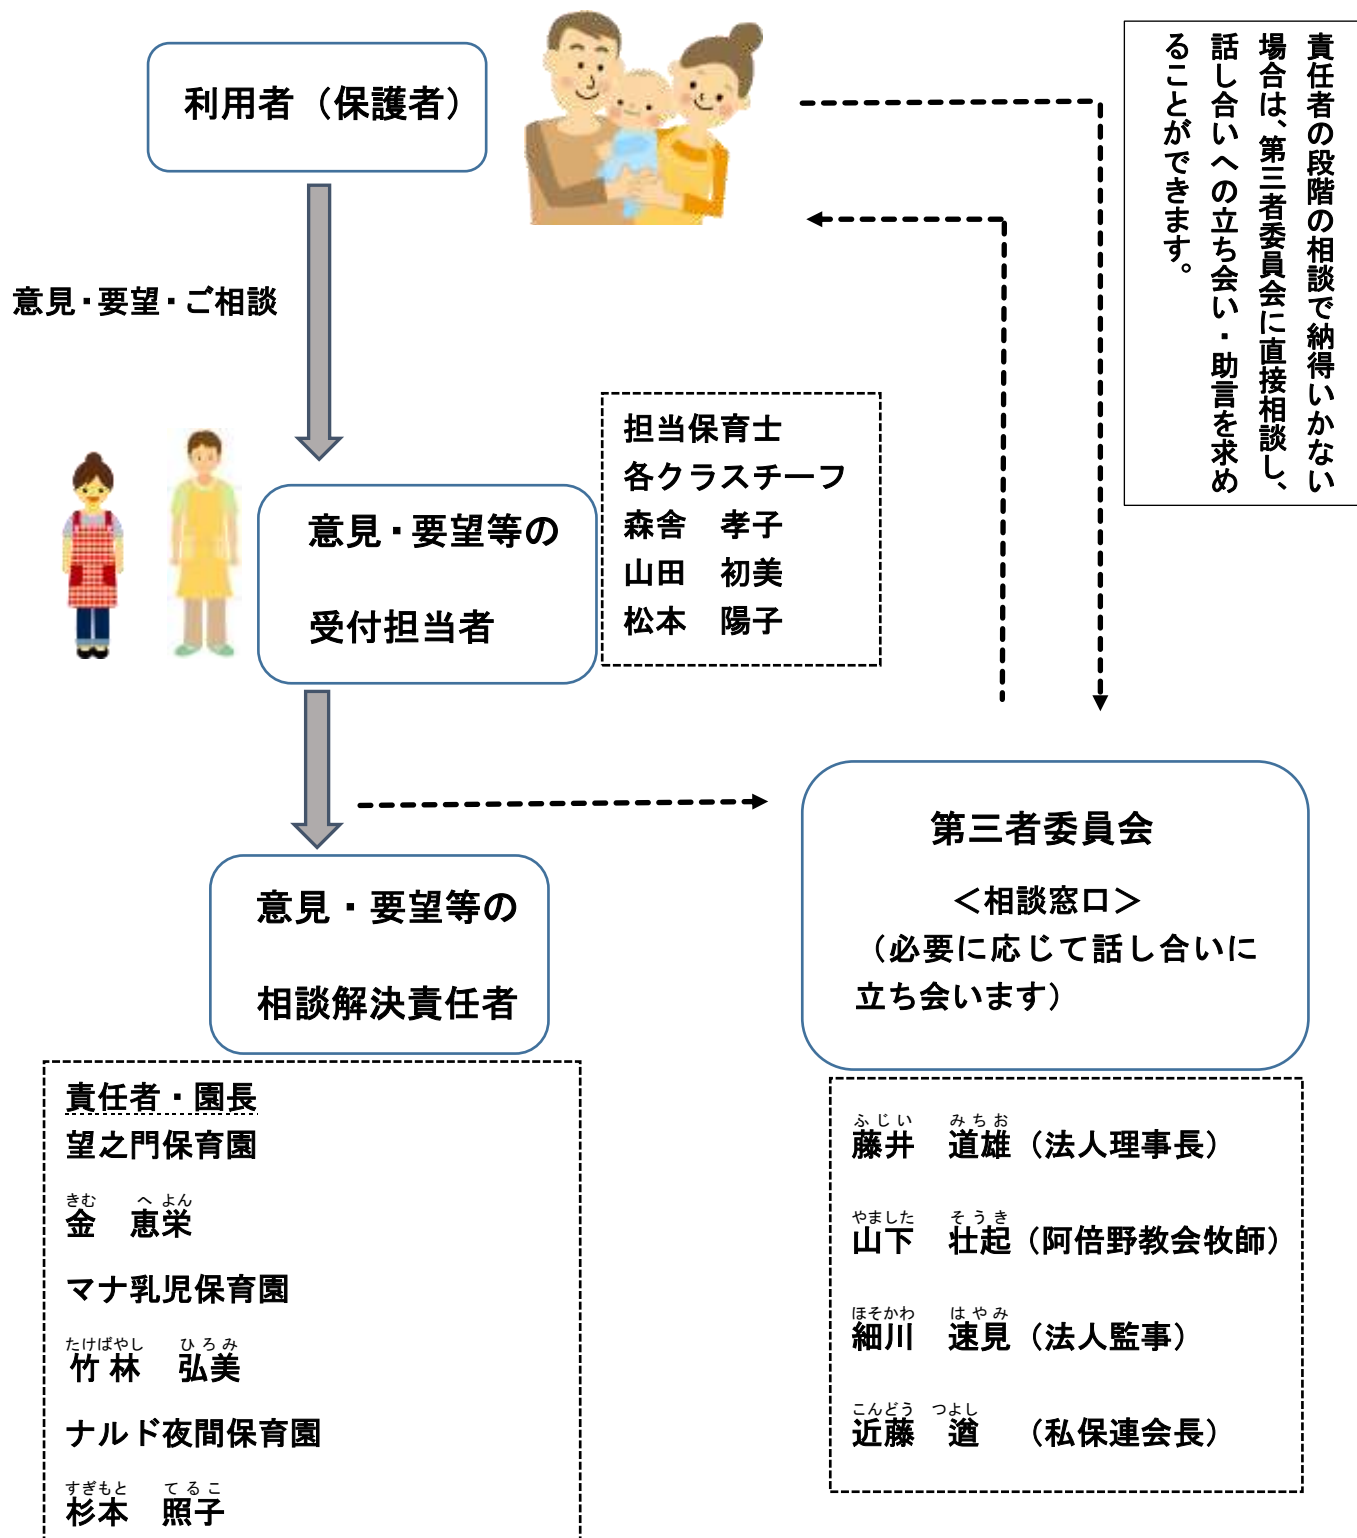 利用者（保護者）
責任者の段階の相談で納得いかない
場合は、第三者委員会に直接相談し、
話し合いへの立ち会い・助言を求め
ることができます。
意見・要望・ご相談
担当保育士
各クラスチーフ
森舎　孝子
山田　初美
松本　陽子
意見・要望等の
受付担当者
意見・要望等の
相談解決責任者
責任者・園長
望之門保育園
きむ　へよん
金　恵栄
マナ乳児保育園
たけばやし　ひろみ
竹林　弘美
ナルド夜間保育園
すぎもと　てるこ
杉本　照子
第三者委員会
＜相談窓口＞
（必要に応じて話し合いに
立ち会います）
ふじい　みちお
藤井　道雄（法人理事長）
やました　そうき
山下　壮起（阿倍野教会牧師）
ほそかわ　はやみ
細川　速見（法人監事）
こんどう　つよし
近藤　遒　（私保連会長）